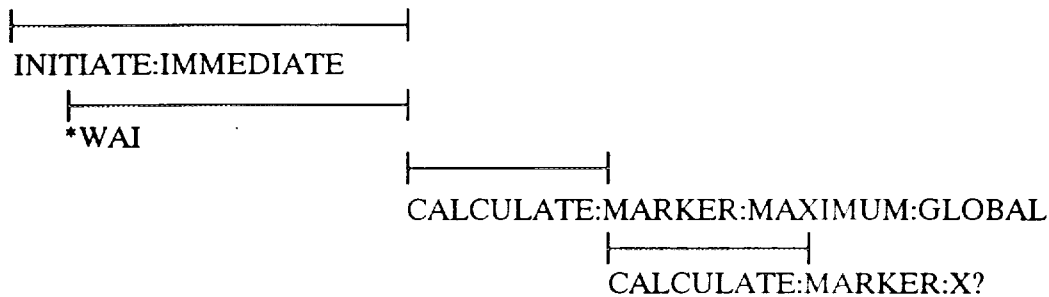 INITIATE:IMMEDIATE
*WAI
CALCULATE:MARKER:MAXIMUM:GLOBAL
CALCULATE:MARKER:X?